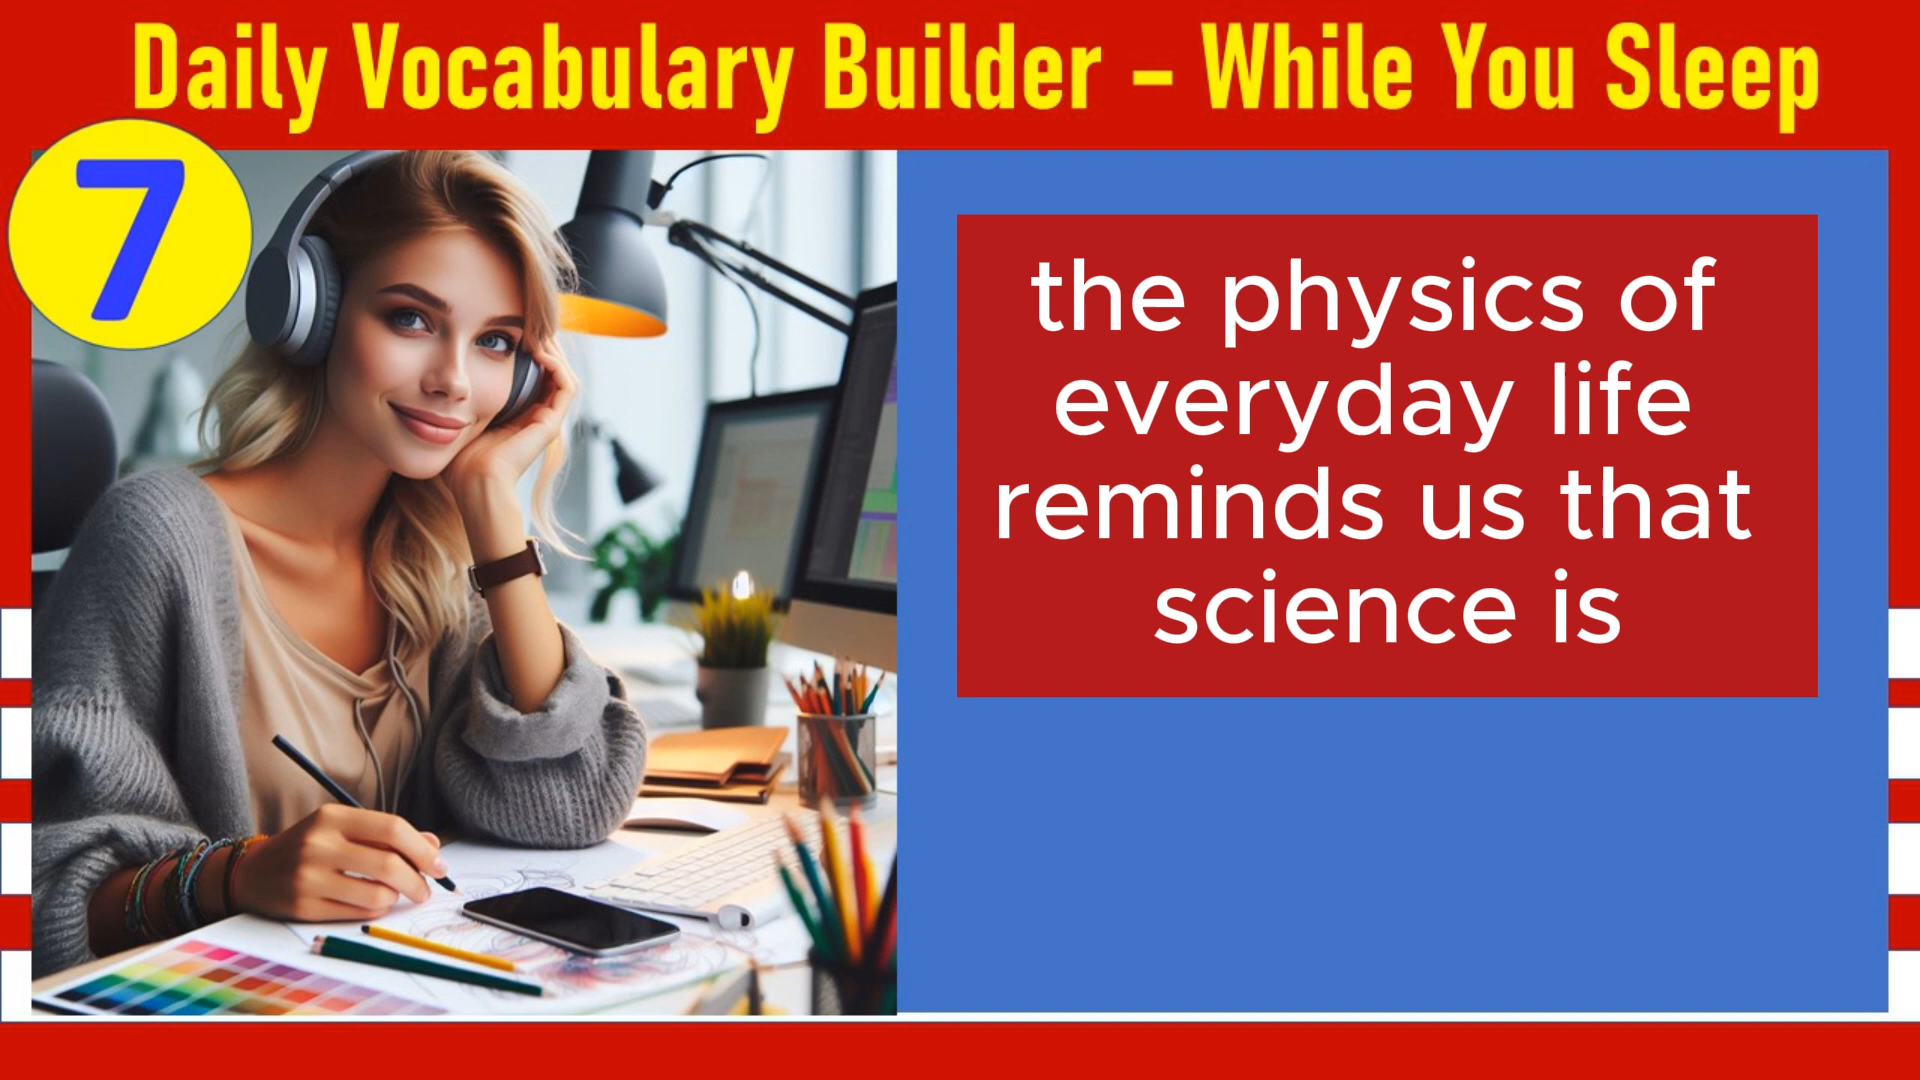 Daily Vocabulary Builder – While You Sleep
7
the physics of
everyday life
reminds us that
science is